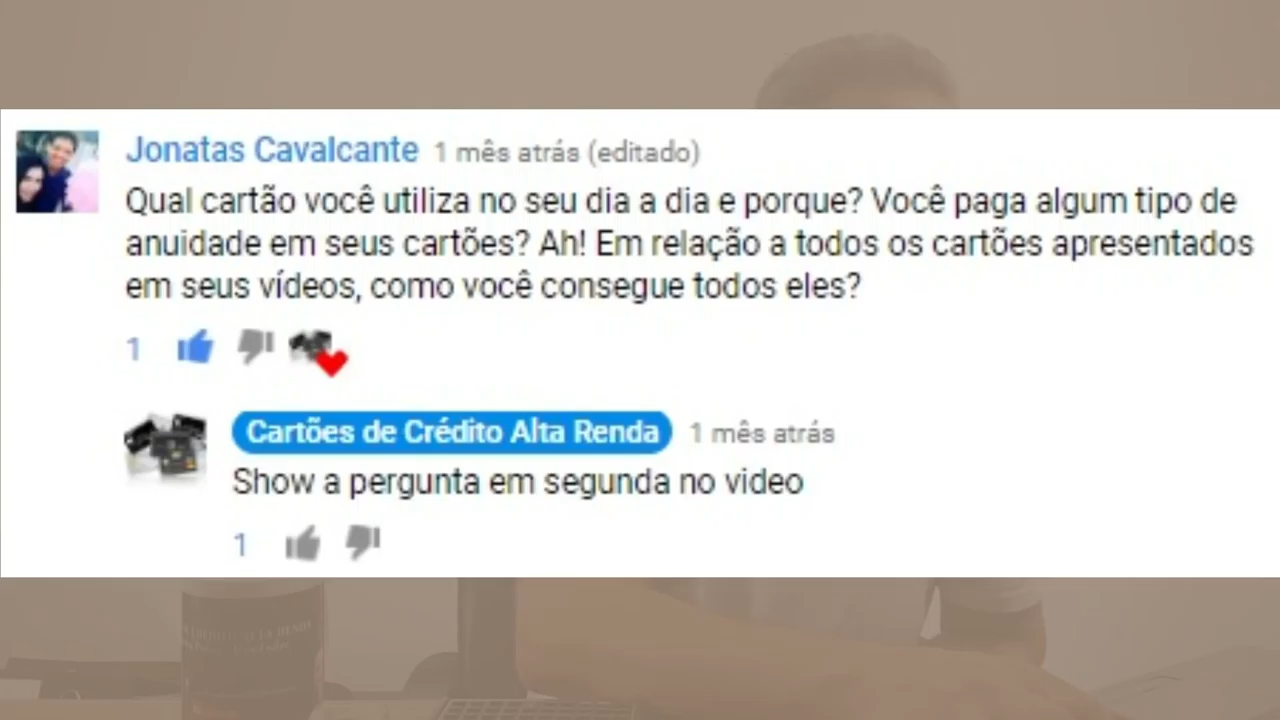 Jonatas Cavalcante 1 mês atrás (editado)
Qual cartão você utiliza no seu dia a dia e porque? Você paga algum tipo de
anuidade em seus cartões? Ah! Em relação a todos os cartões apresentados
em seus vídeos, como você consegue todos eles?
1
Cartões de Crédito Alta Renda 1 mês atrás
Show a pergunta em segunda no video
1